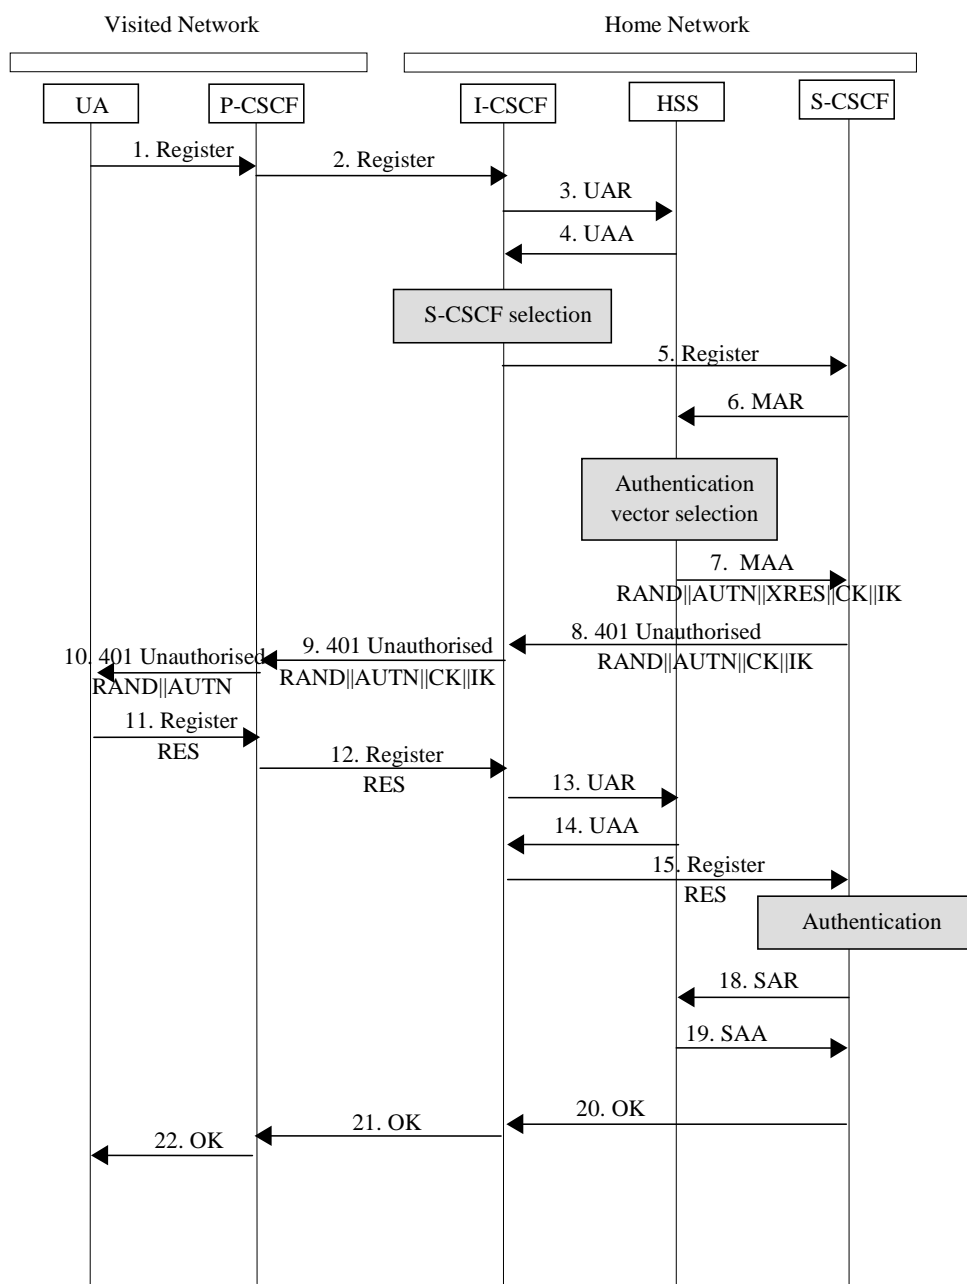 Visited Network
Home Network
UA
P-CSCF
I-CSCF
HSS
S-CSCF
1. Register
2. Register
3. UAR
4. UAA
S-CSCF selection
5. Register
6. MAR
Authentication
vector selection
7. MAA
RAND||AUTN||XRES||CK||IK
8. 401 Unauthorised
RAND||AUTN||CK||IK
9. 401 Unauthorised
RAND||AUTN||CK||IK
10. 401 Unauthorised
RAND||AUTN
11. Register
RES
12. Register
RES
13. UAR
14. UAA
15. Register
RES
Authentication
18. SAR
19. SAA
20. OK
21. OK
22. OK